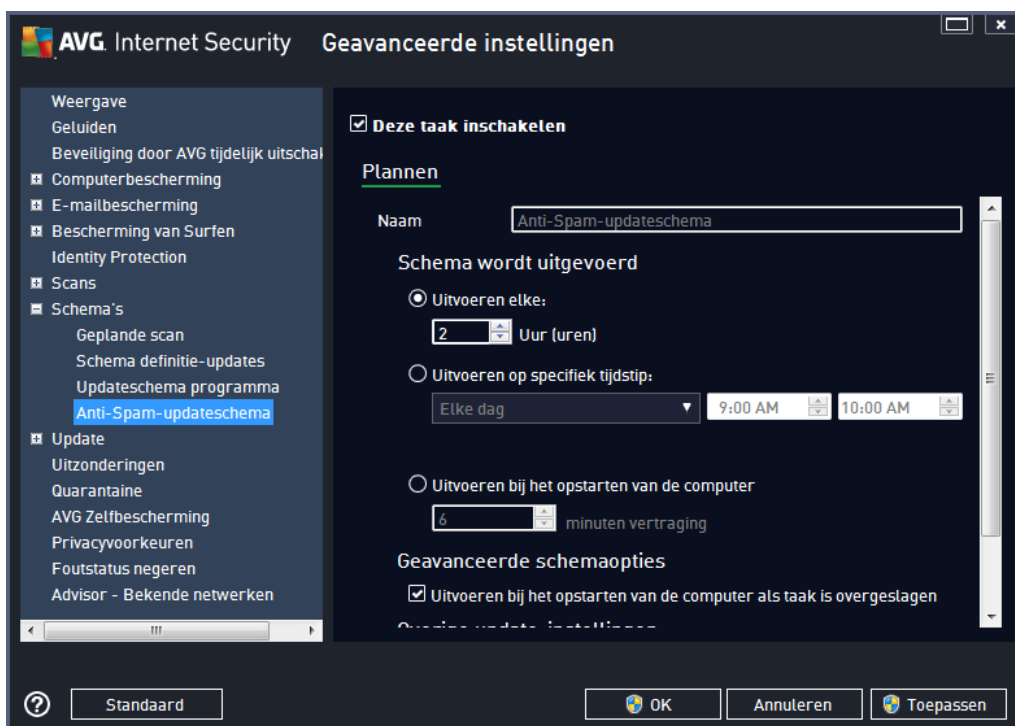 AVG. Internet Security Geavanceerde instellingen
Weergave
Geluiden
Beveiliging door AVG tijdelijk uitschak
Computerbescherming
E-mailbescherming
Bescherming van Surfen
Identity Protection
Scans
Schema's
Geplande scan
Schema definitie-updates
Updateschema programma
Anti-Spam-updateschema
Update
Uitzonderingen
Quarantaine
AVG Zelfbescherming
Privacyvoorkeuren
Foutstatus negeren
Advisor - Bekende netwerken
Deze taak inschakelen
Plannen
Naam Anti-Spam-updateschema
Schema wordt uitgevoerd
Uitvoeren elke:
2 Uur (uren)
Uitvoeren op specifiek tijdstip:
Elke dag 9:00 AM 10:00 AM
Uitvoeren bij het opstarten van de computer
6 minuten vertraging
Geavanceerde schemaopties
Uitvoeren bij het opstarten van de computer als taak is overgeslagen
Overige update-instellingen
? Standaard OK Annuleren Toepassen